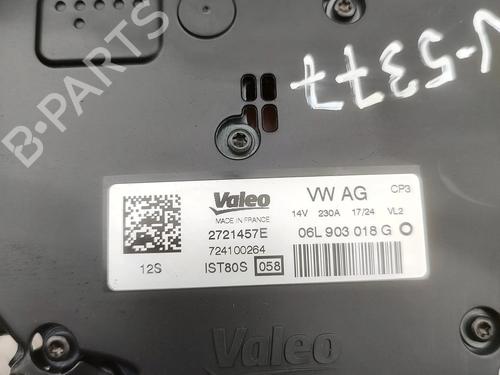 B-PARTS
V-5377
Valeo
MADE IN FRANCE
2721457E
724100264
12S
IST80S 058
VW AG CP3
14V 230A 17/24 VL2
06L 903 018 G
Valeo